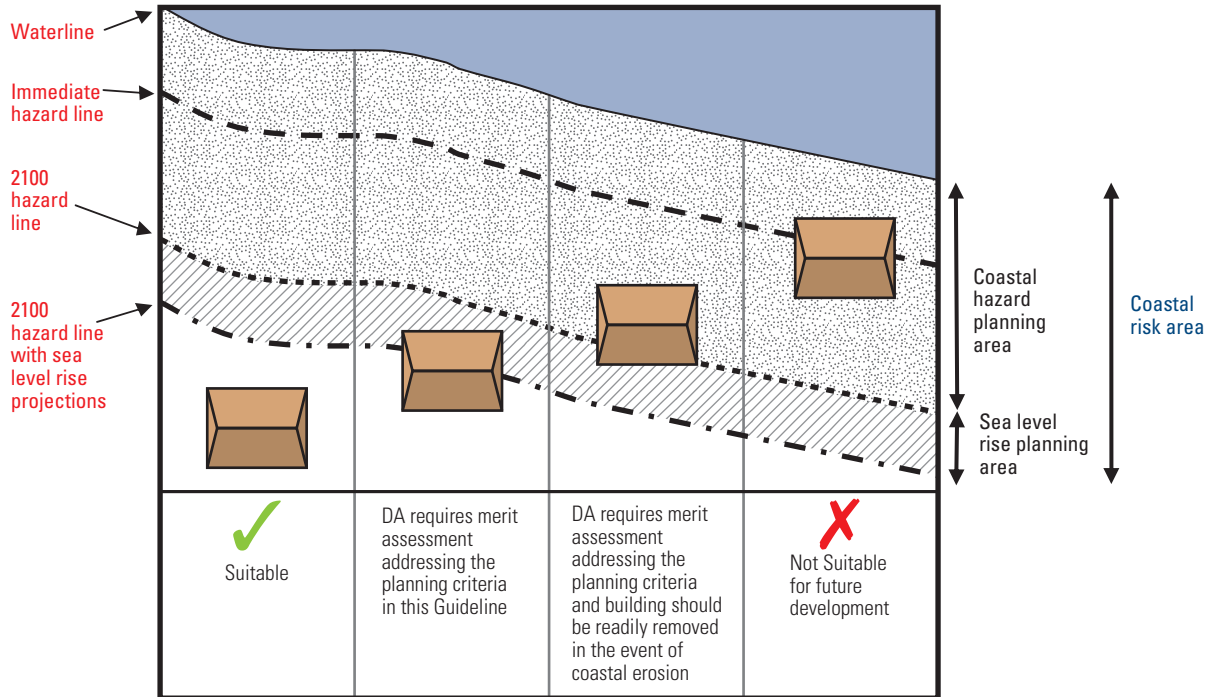 Waterline
Immediate
hazard line
2100
hazard
line
2100
hazard line
with sea
level rise
projections
Coastal
hazard
planning
area
Coastal
risk area
Sea level
rise planning
area
Suitable
DA requires merit
assessment
addressing the
planning criteria
in this Guideline
DA requires merit
assessment
addressing the
planning criteria
and building should
be readily removed
in the event of
coastal erosion
Not Suitable
for future
development